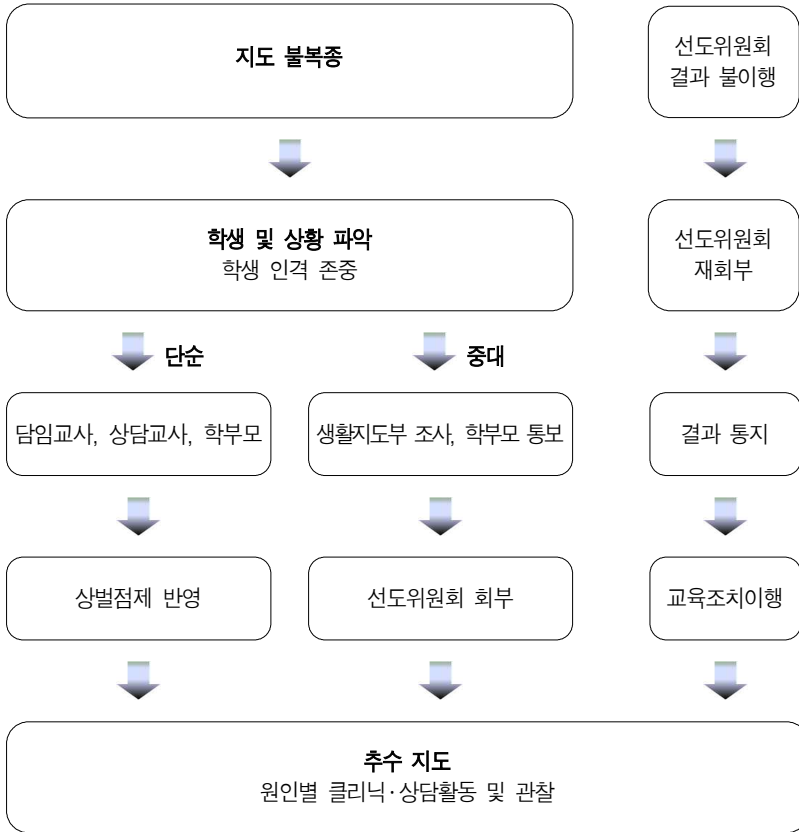 지도 불복종
선도위원회
결과 불이행
학생 및 상황 파악
학생 인격 존중
선도위원회
재회부
단순
중대
담임교사, 상담교사, 학부모
생활지도부 조사, 학부모 통보
결과 통지
상벌점제 반영
선도위원회 회부
교육조치이행
추수 지도
원인별 클리닉·상담활동 및 관찰